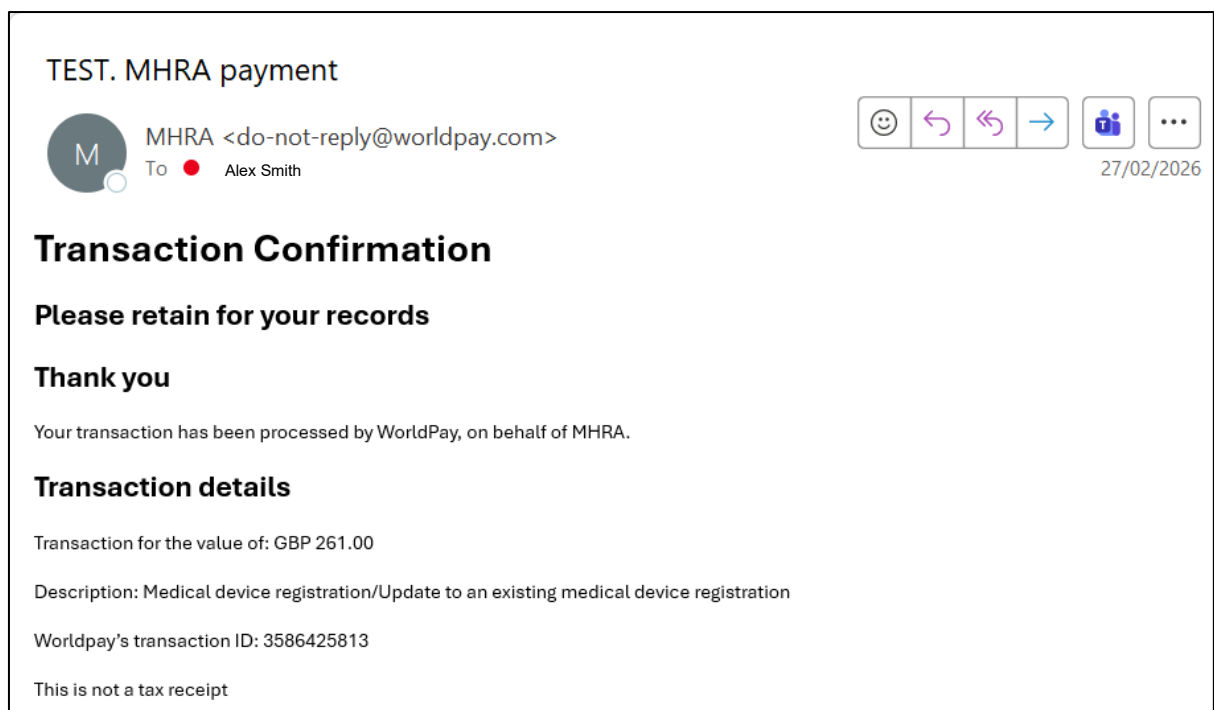 TEST. MHRA payment
M
MHRA <do-not-reply@worldpay.com>
To Alex Smith
27/02/2026
Transaction Confirmation
Please retain for your records
Thank you
Your transaction has been processed by WorldPay, on behalf of MHRA.
Transaction details
Transaction for the value of: GBP 261.00
Description: Medical device registration/Update to an existing medical device registration
Worldpay’s transaction ID: 3586425813
This is not a tax receipt